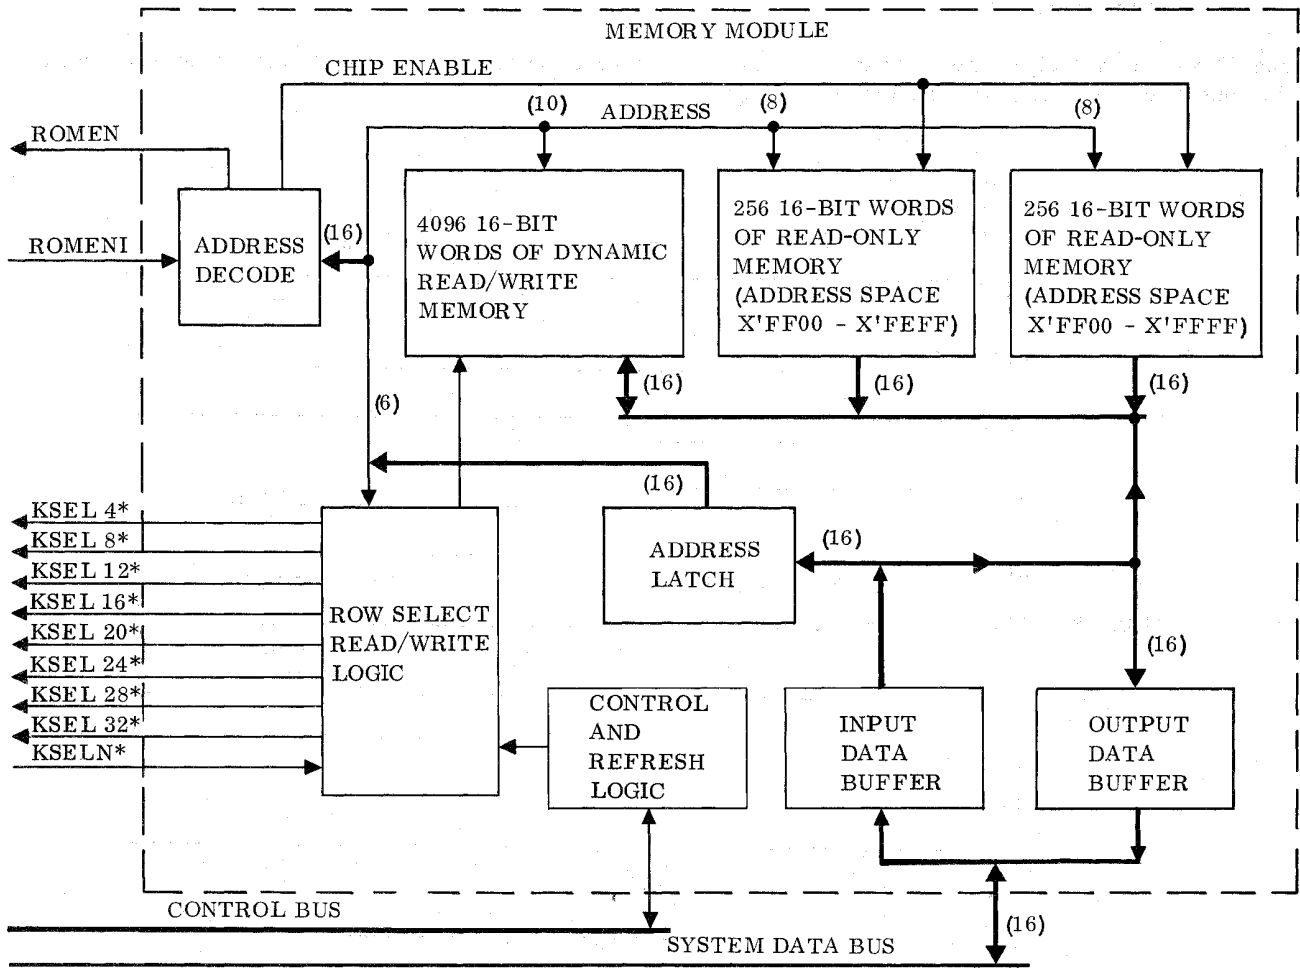 MEMORY MODULE
CHIP ENABLE
(10)
ADDRESS
(8)
(8)
ROMEN
ROMENI
ADDRESS
DECODE
(16)
4096 16-BIT
WORDS OF DYNAMIC
READ/WRITE
MEMORY
256 16-BIT WORDS
OF READ-ONLY
MEMORY
(ADDRESS SPACE
X'FF00 - X'FEFF)
256 16-BIT WORDS
OF READ-ONLY
MEMORY
(ADDRESS SPACE
X'FF00 - X'FFFF)
(16)
(16)
(16)
(6)
(16)
KSEL 4*
KSEL 8*
KSEL 12*
KSEL 16*
KSEL 20*
KSEL 24*
KSEL 28*
KSEL 32*
KSELN*
ROW SELECT
READ/WRITE
LOGIC
ADDRESS
LATCH
(16)
(16)
CONTROL
AND
REFRESH
LOGIC
INPUT
DATA
BUFFER
OUTPUT
DATA
BUFFER
CONTROL BUS
(16)
SYSTEM DATA BUS